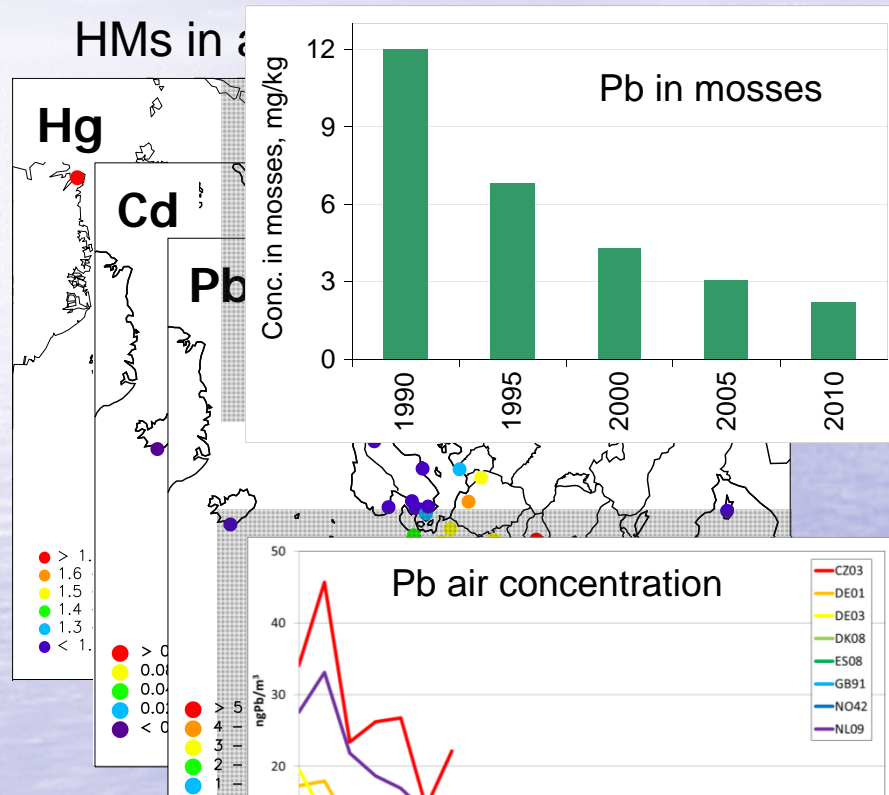 HMs in
Hg
Cd
Pb
> 1.
1.6
1.5
1.4
1.3
< 1.
> 0
0.0
0.04
0.0
< 0
> 5
4 –
3 –
2 –
1 –
Pb in mosses
Conc. in mosses, mg/kg
12
9
6
3
0
1990
1995
2000
2005
2010
Pb air concentration
ngPb/m³
50
40
30
20
CZ03
DE01
DE03
DK08
ES08
GB91
NO42
NL09